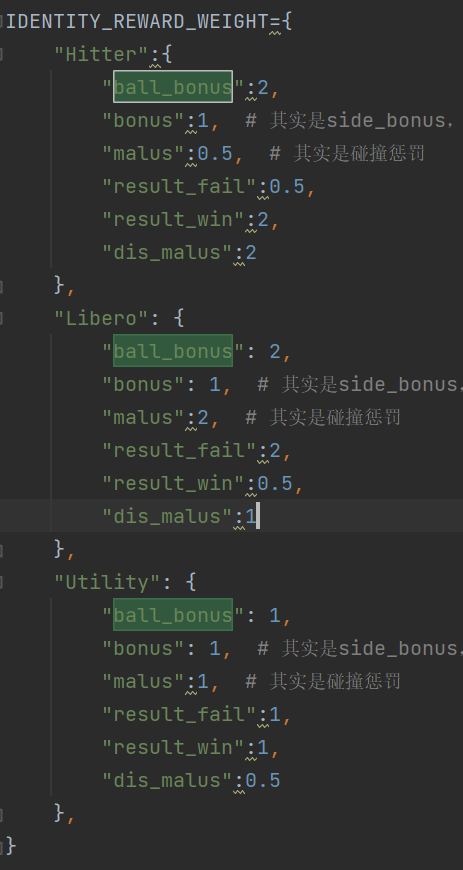 IDENTITY_REWARD_WEIGHT={
"Hitter":{
"ball_bonus":2,
"bonus":1,  # 其实是side_bonus,
"malus":0.5,  # 其实是碰撞惩罚
"result_fail":0.5,
"result_win":2,
"dis_malus":2
},
"Libero": {
"ball_bonus": 2,
"bonus": 1,  # 其实是side_bonus,
"malus":2,  # 其实是碰撞惩罚
"result_fail":2,
"result_win":0.5,
"dis_malus":1
},
"Utility": {
"ball_bonus": 1,
"bonus": 1,  # 其实是side_bonus,
"malus":1,  # 其实是碰撞惩罚
"result_fail":1,
"result_win":1,
"dis_malus":0.5
},
}